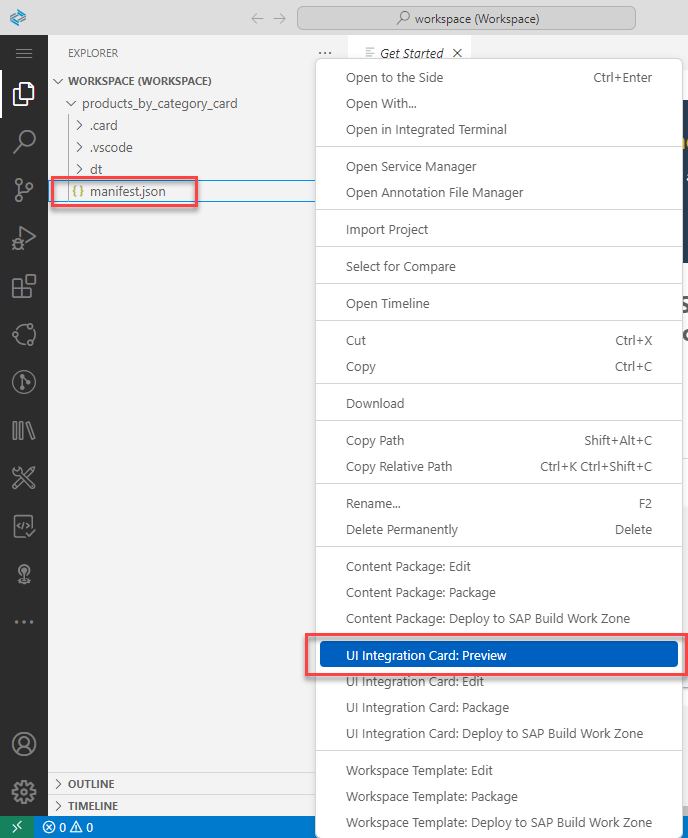 workspace (Workspace)
EXPLORER
Get Started
WORKSPACE (WORKSPACE)
products_by_category_card
.card
.vscode
dt
{} manifest.json
Open to the Side Ctrl+Enter
Open With...
Open in Integrated Terminal
Open Service Manager
Open Annotation File Manager
Import Project
Select for Compare
Open Timeline
Cut Ctrl+X
Copy Ctrl+C
Download
Copy Path Shift+Alt+C
Copy Relative Path Ctrl+K Ctrl+Shift+C
Rename... F2
Delete Permanently Delete
Content Package: Edit
Content Package: Package
Content Package: Deploy to SAP Build Work Zone
UI Integration Card: Preview
UI Integration Card: Edit
UI Integration Card: Package
UI Integration Card: Deploy to SAP Build Work Zone
Workspace Template: Edit
Workspace Template: Package
Workspace Template: Deploy to SAP Build Work Zone
OUTLINE
TIMELINE
0 0